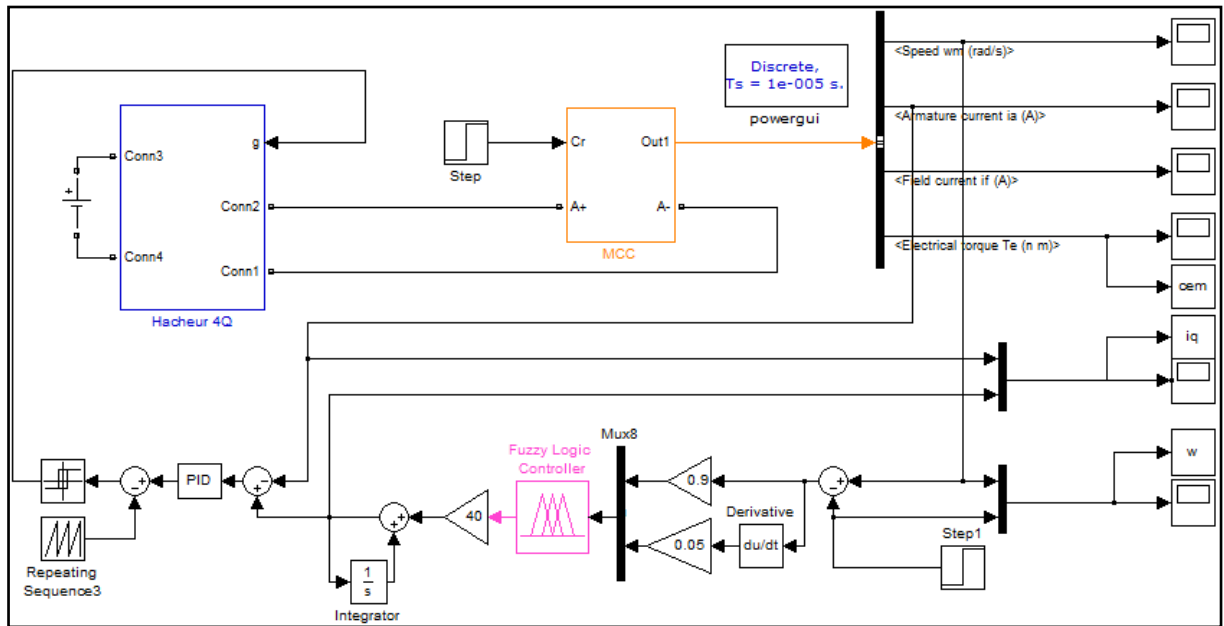 <Speed wm (rad/s)>
Discrete,
Ts = 1e-005 s.
powergui
<Armature current ia (A)>
<Field current if (A)>
<Electrical torque Te (n m)>
cem
iq
w
Conn3
Conn4
g
Conn2
Conn1
Hacheur 4Q
+
Step
Cr
Out1
A+
A-
MCC
Mux8
Fuzzy Logic
Controller
0.9
0.05
Derivative
du/dt
Step1
40
PID
Repeating
Sequence3
1
s
Integrator
+
-
+
-
+
+
+
-